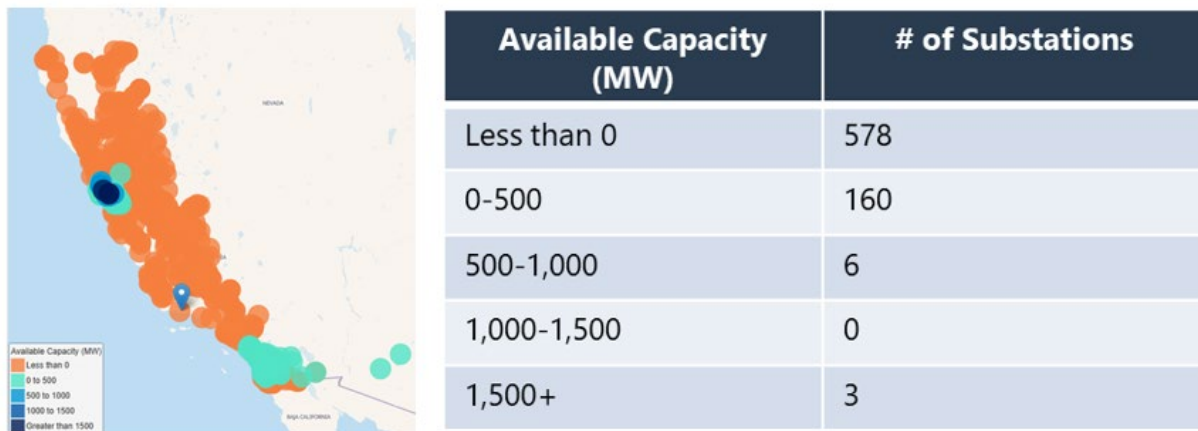 NEVADA
BAJA CALIFORNIA
Available Capacity (MW)
Less than 0
0 to 500
500 to 1000
1000 to 1500
Greater than 1500
Available Capacity (MW) # of Substations
Less than 0 578
0-500 160
500-1,000 6
1,000-1,500 0
1,500+ 3